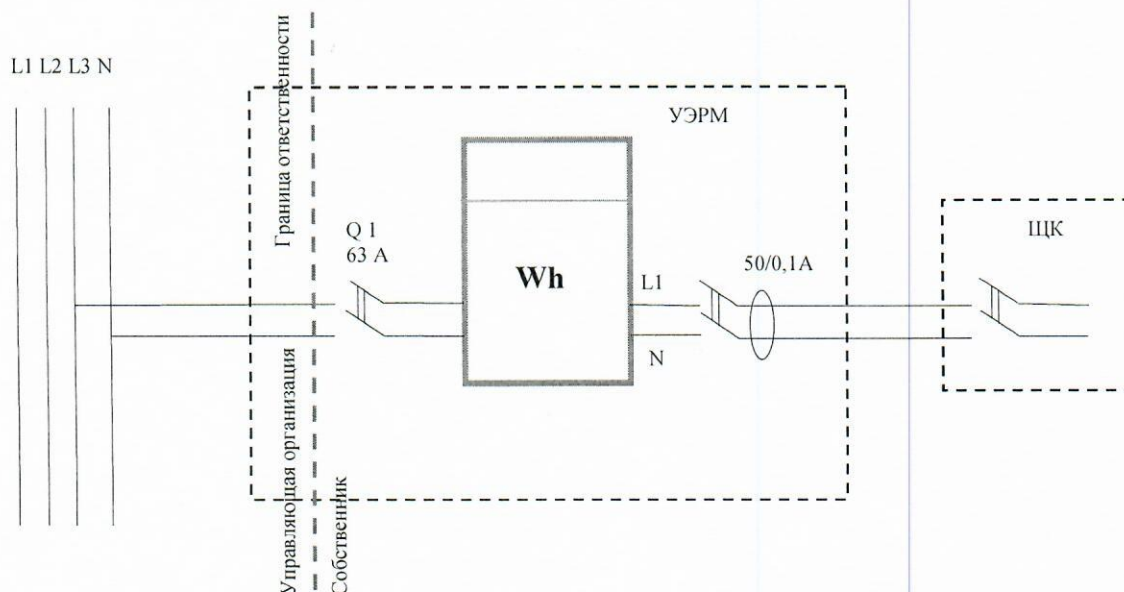 L1 L2 L3 N
Граница ответственности
УЭРМ
Q 1
63 А
Wh
L1
N
50/0,1А
ЩК
Управляющая организация
Собственник